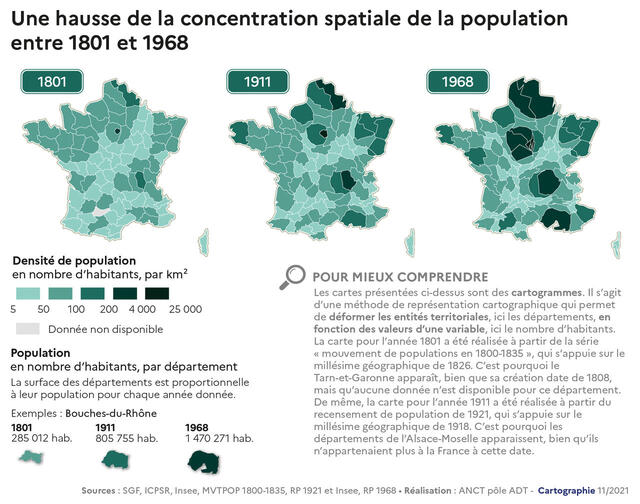 Une hausse de la concentration spatiale de la population
entre 1801 et 1968
1801
1911
1968
Densité de population
en nombre d'habitants, par km²
5 50 100 200 4 000 25 000
Donnée non disponible
Population
en nombre d'habitants, par département
La surface des départements est proportionnelle
à leur population pour chaque année donnée.
Exemples : Bouches-du-Rhône
1801 1911 1968
285 012 hab. 805 755 hab. 1 470 271 hab.
POUR MIEUX COMPRENDRE
Les cartes présentées ci-dessus sont des cartogrammes. Il s'agit
d'une méthode de représentation cartographique qui permet
de déformer les entités territoriales, ici les départements, en
fonction des valeurs d'une variable, ici le nombre d'habitants.
La carte pour l'année 1801 a été réalisée à partir de la série
« mouvement de populations en 1800-1835 », qui s'appuie sur le
millésime géographique de 1826. C'est pourquoi le
Tarn-et-Garonne apparaît, bien que sa création date de 1808,
mais qu'aucune donnée n'est disponible pour ce département.
De même, la carte pour l'année 1911 a été réalisée à partir du
recensement de population de 1921, qui s'appuie sur le
millésime géographique de 1918. C'est pourquoi les
départements de l'Alsace-Moselle apparaissent, bien qu'ils
n'appartenaient plus à la France à cette date.
Sources : SGF, ICPSR, Insee, MVTPOP 1800-1835, RP 1921 et Insee, RP 1968 • Réalisation : ANCT pôle ADT - Cartographie 11/2021